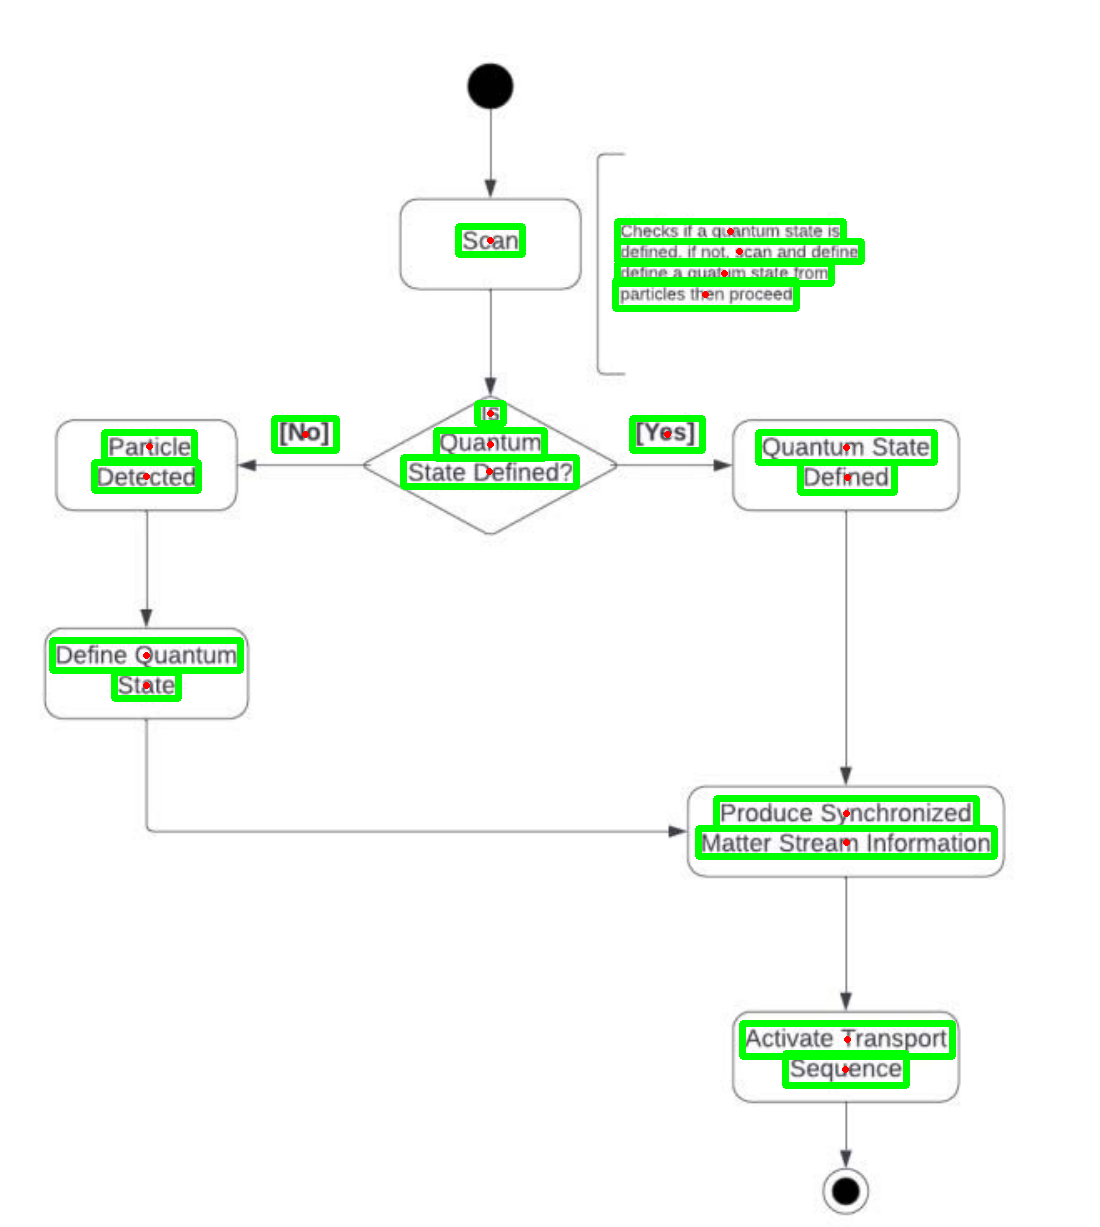 Scan
Checks if a quantum state is
defined, if not, scan and define
define a quatum state from
particles then proceed
Is
Quantum
State Defined?
[No]
[Yes]
Particle
Detected
Quantum State
Defined
Define Quantum
State
Produce Synchronized
Matter Stream Information
Activate Transport
Sequence